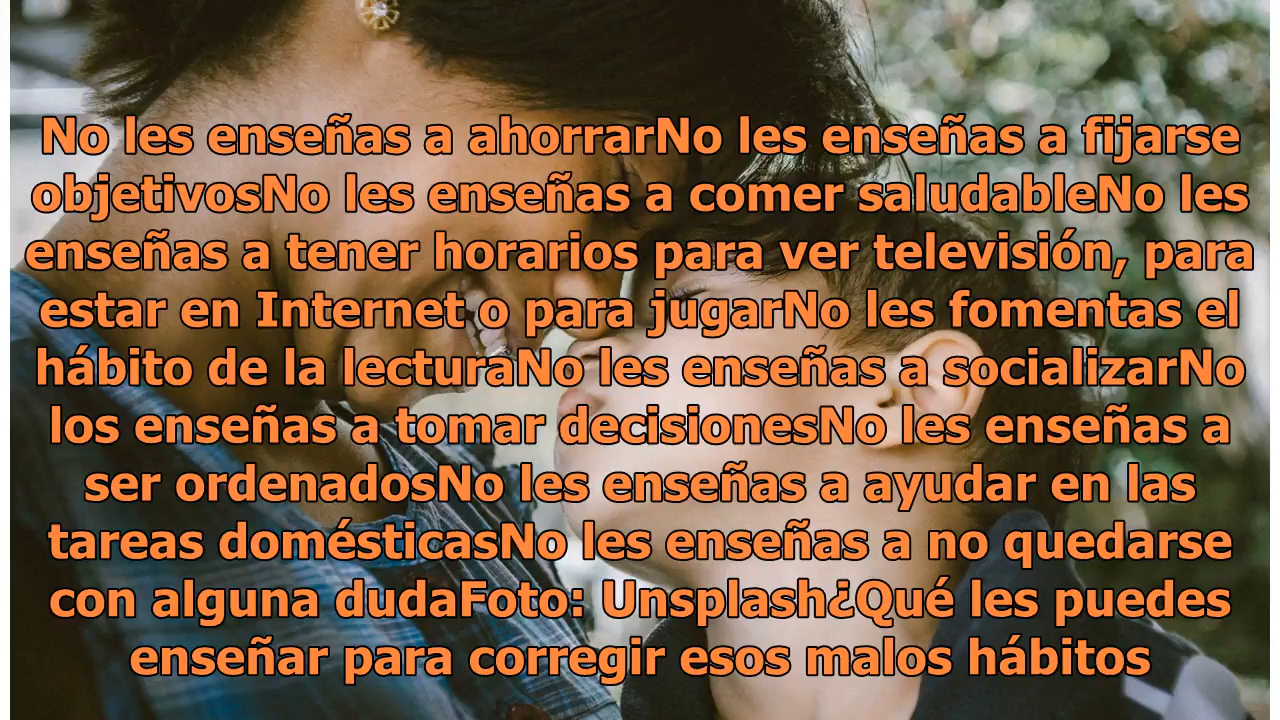 No les enseñas a ahorrarNo les enseñas a fijarse
objetivosNo les enseñas a comer saludableNo les
enseñas a tener horarios para ver televisión, para
estar en Internet o para jugarNo les fomentas el
hábito de la lecturaNo les enseñas a socializarNo
los enseñas a tomar decisionesNo les enseñas a
ser ordenadosNo les enseñas a ayudar en las
tareas domésticasNo les enseñas a no quedarse
con alguna dudaFoto: Unsplash¿Qué les puedes
enseñar para corregir esos malos hábitos